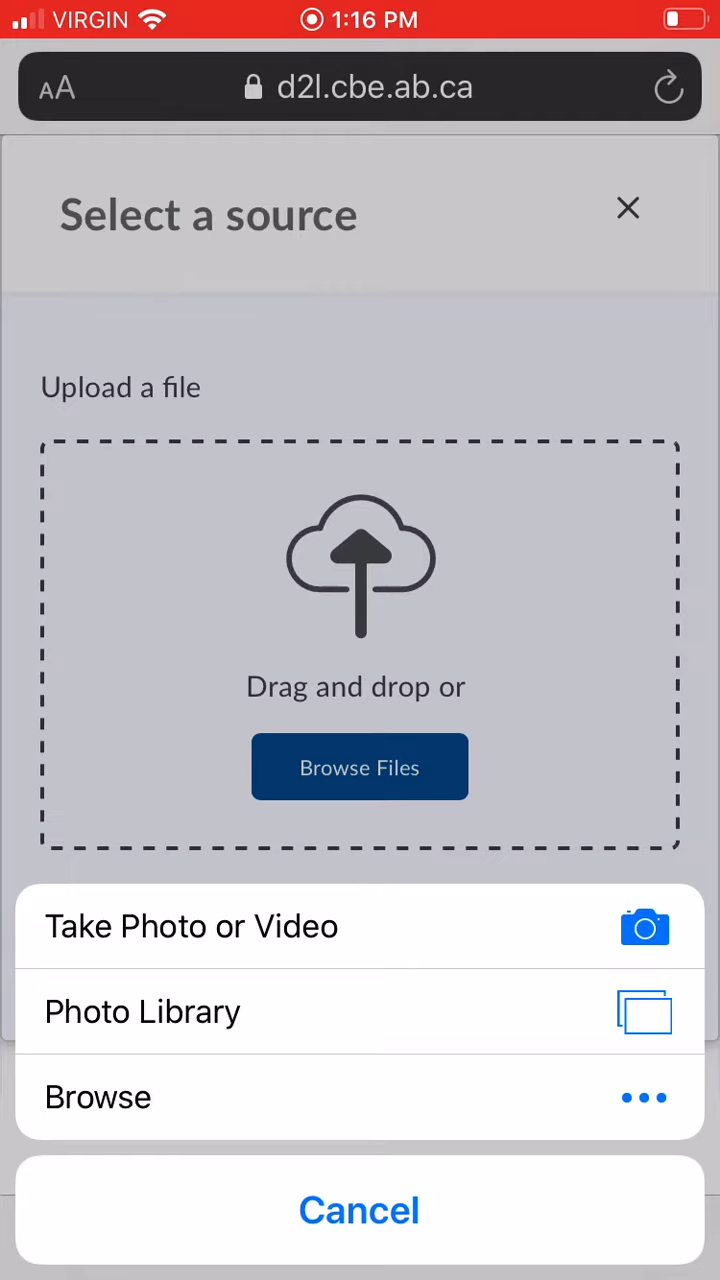 VIRGIN 1:16 PM
AA d2l.cbe.ab.ca
Select a source
Upload a file
Drag and drop or
Browse Files
Take Photo or Video
Photo Library
Browse
Cancel